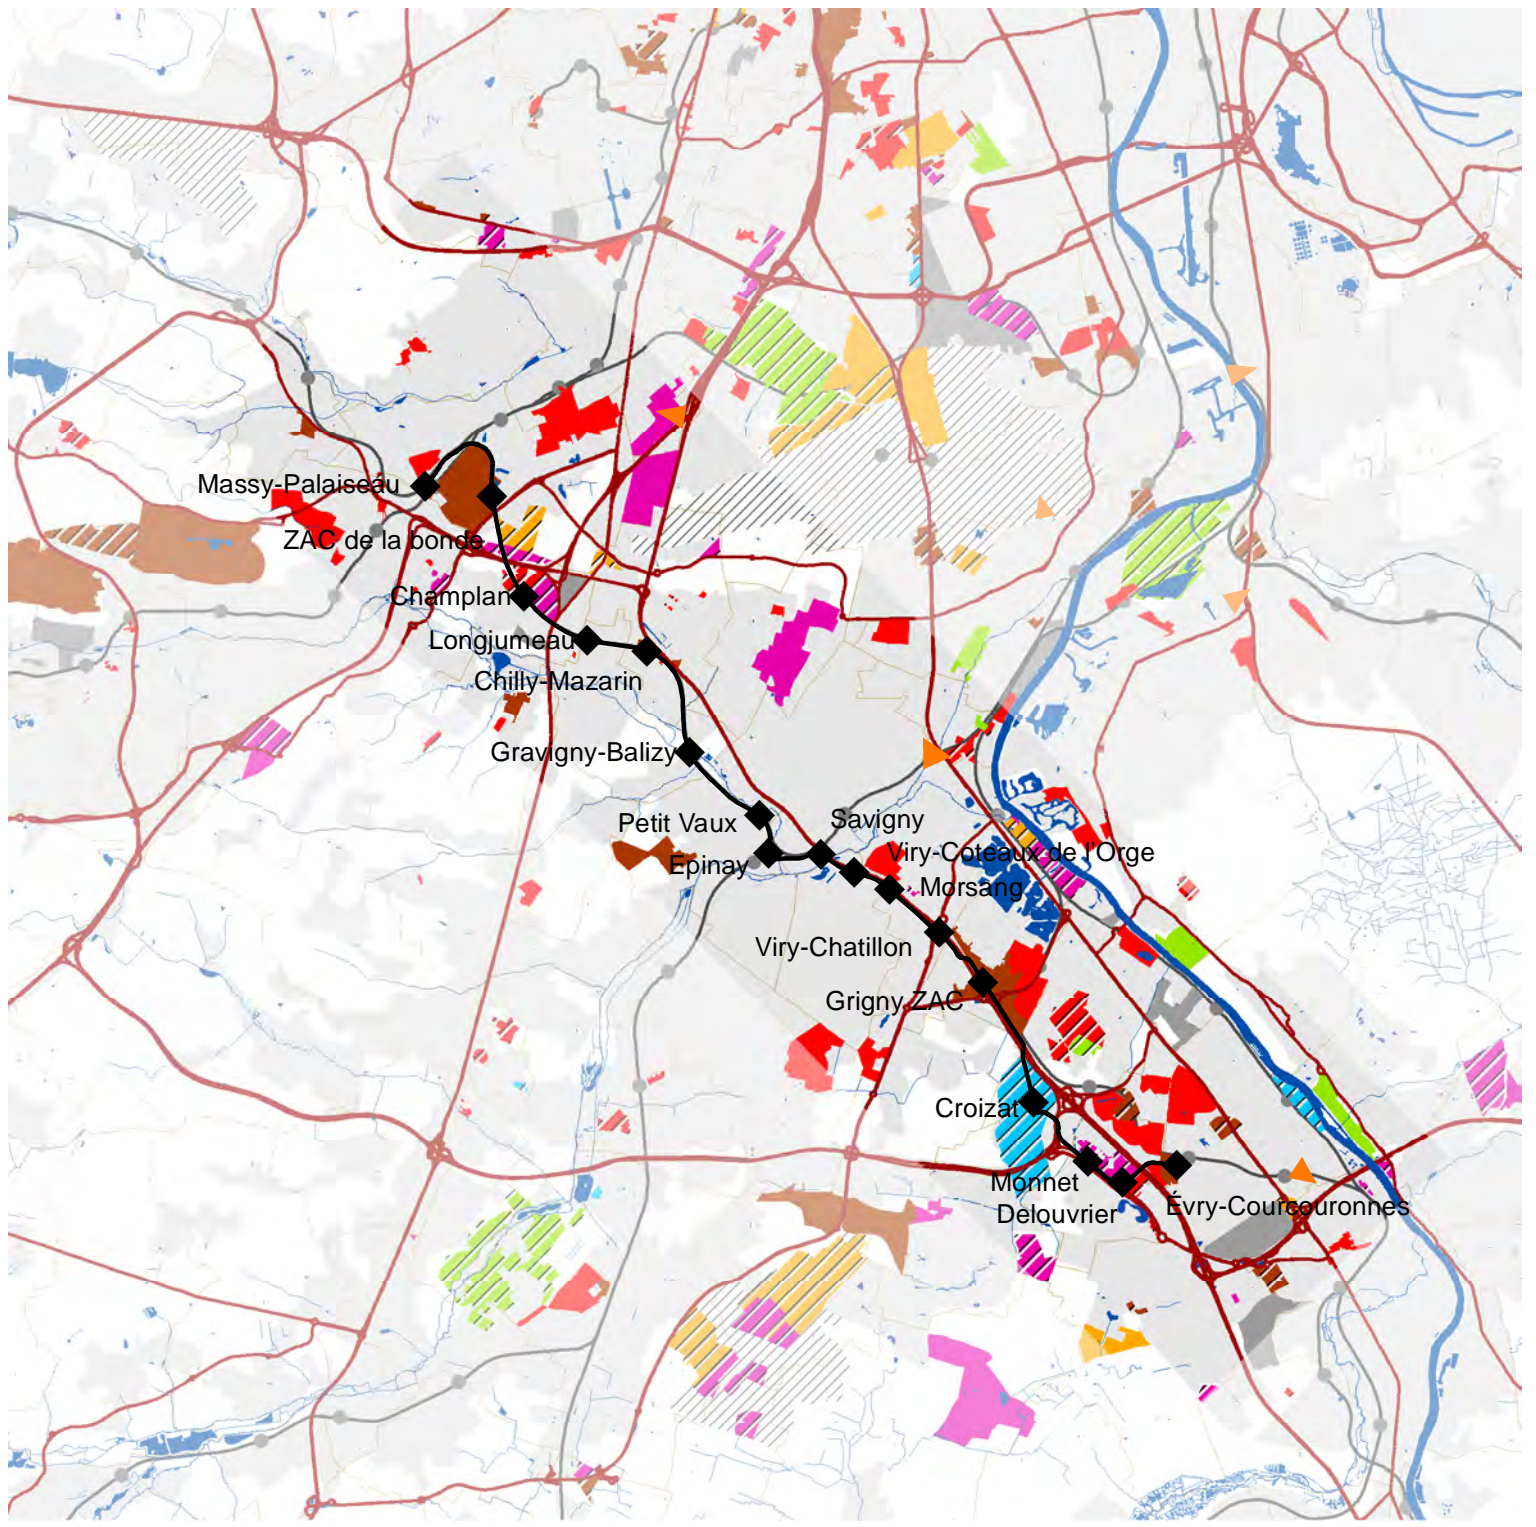 Massy-Palaiseau
ZAC de la bonde
Champlan
Longjumeau
Chilly-Mazarin
Gravigny-Balizy
Petit Vaux
Savigny
Epinay
Viry-Coteaux de l'Orge
Morsang
Viry-Chatillon
Grigny ZAC
Croizat
Monnet
Delouvrier
Évry-Courcouronnes